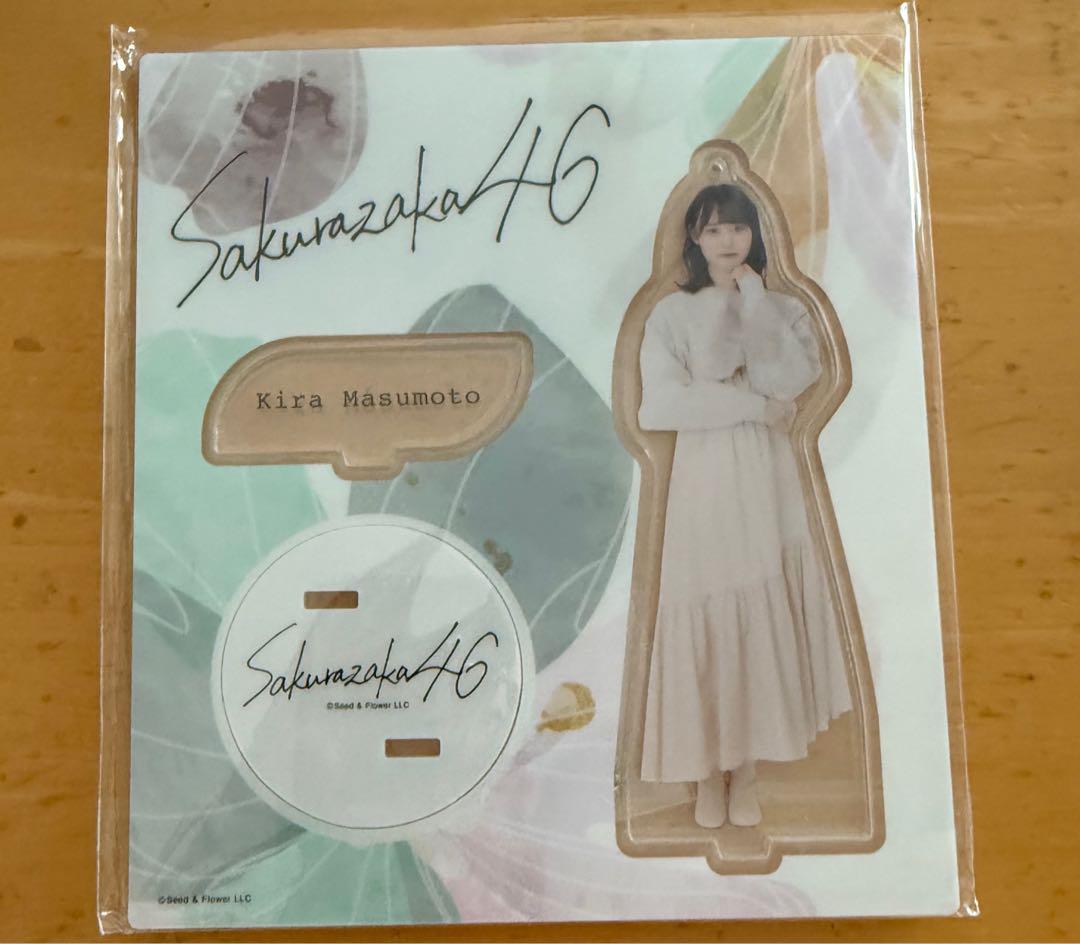 Sakurazaka46
Kira Masumoto
Sakurazaka46
©Seed & Flower LLC
©Seed & Flower LLC